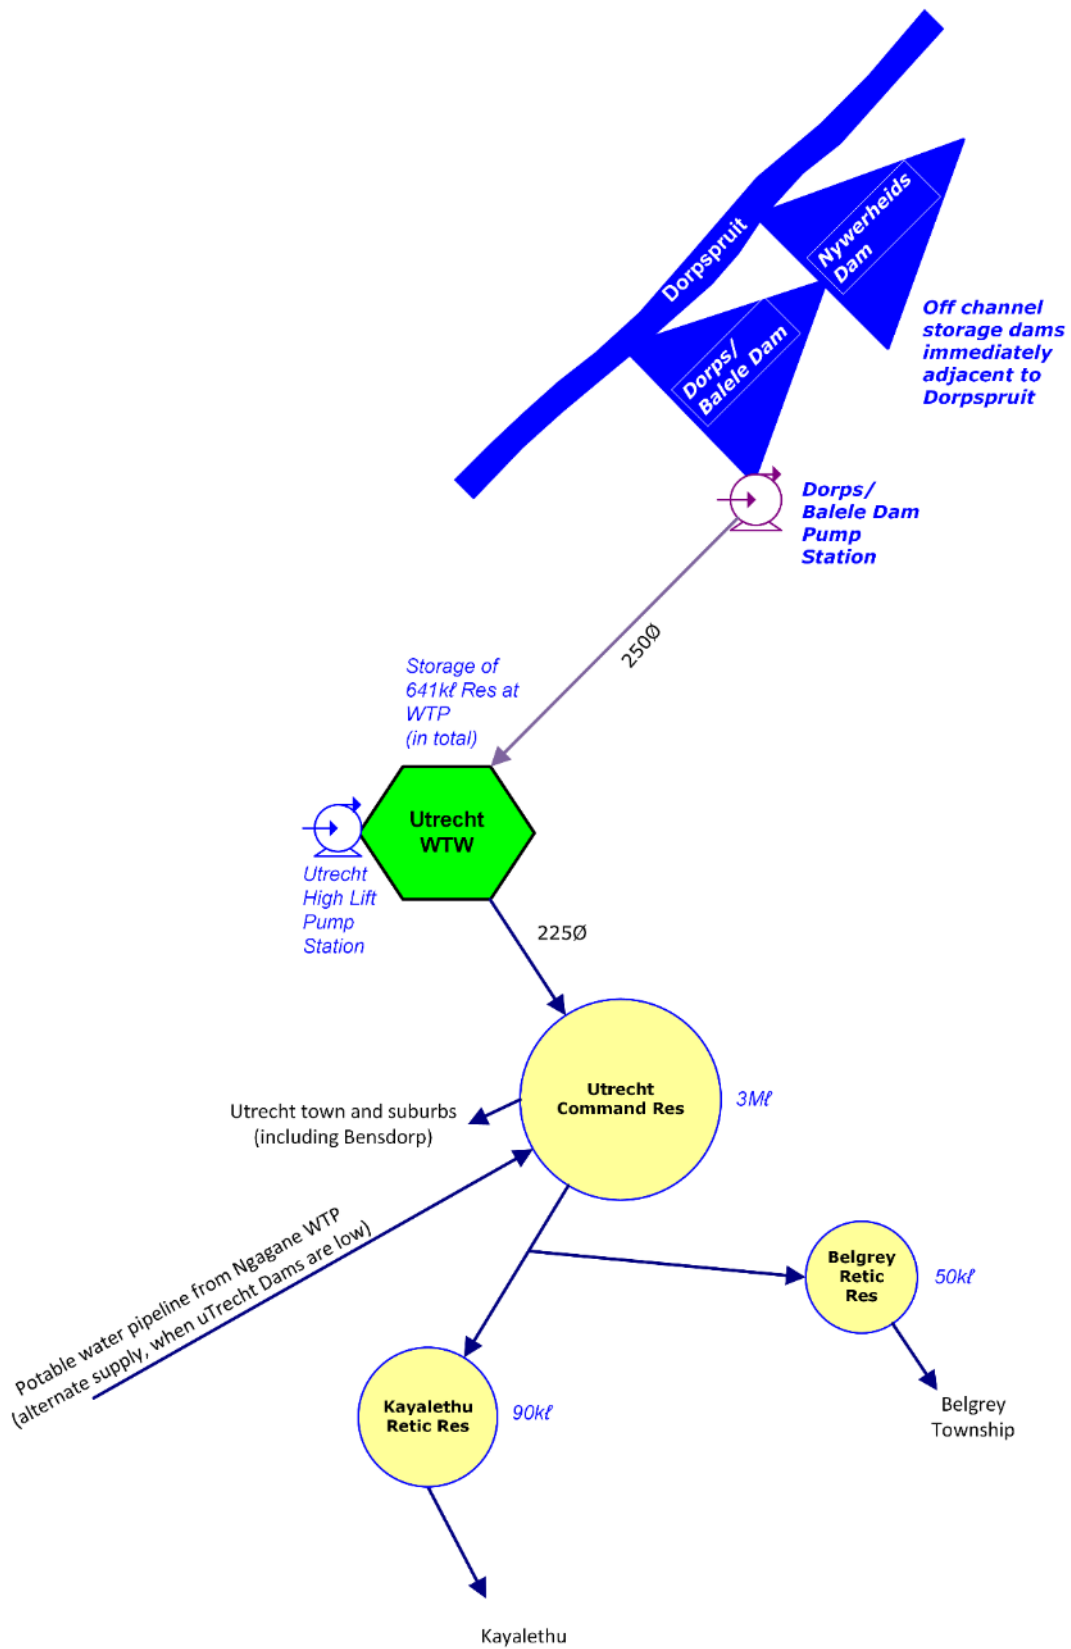 Dorpspruit
Nywerheids
Dam
Off channel
storage dams
immediately
adjacent to
Dorpspruit
Dorps/
Balele Dam
Dorps/
Balele Dam
Pump
Station
250Ø
Storage of
641kℓ Res at
WTP
(in total)
Utrecht
WTW
Utrecht
High Lift
Pump
Station
225Ø
Utrecht
Command Res
3Mℓ
Utrecht town and suburbs
(including Bensdorp)
Potable water pipeline from Ngagane WTP
(alternate supply, when uTrecht Dams are low)
Belgrey
Retic
Res
50kℓ
Kayalethu
Retic Res
90kℓ
Belgrey
Township
Kayalethu